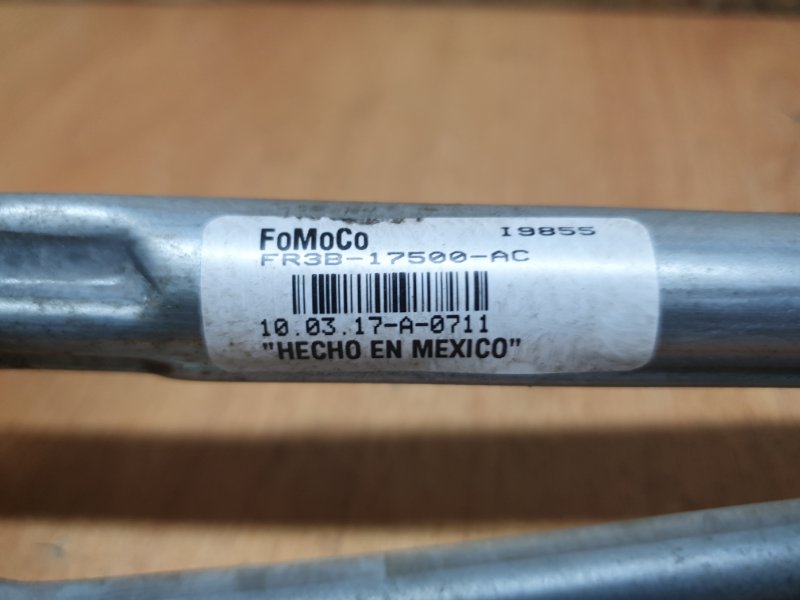 FoMoCo I9855
FR3B-17500-AC
10.03.17-A-0711
"HECHO EN MEXICO"